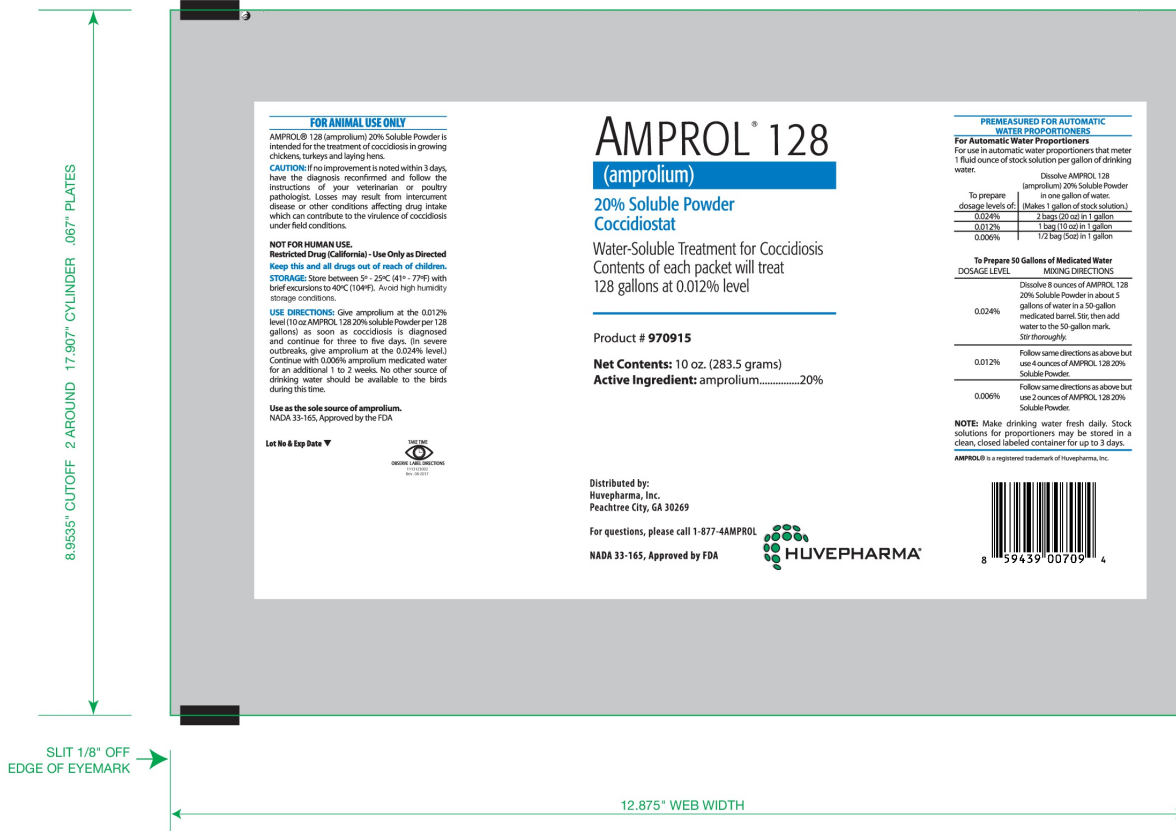 FOR ANIMAL USE ONLY
AMPROL® 128 (amprolium) 20% Soluble Powder is
intended for the treatment of coccidiosis in growing
chickens, turkeys and laying hens.
CAUTION: If no improvement is noted within 3 days,
have the diagnosis reconfirmed and follow the
instructions of your veterinarian or poultry
pathologist. Losses may result from intercurrent
disease or other conditions affecting drug intake
which can contribute to the virulence of coccidiosis
under field conditions.
NOT FOR HUMAN USE.
Restricted Drug (California) - Use Only as Directed
Keep this and all drugs out of reach of children.
STORAGE: Store between 5º - 25ºC (41º - 77ºF) with
brief excursions to 40ºC (104ºF). Avoid high humidity
storage conditions.
USE DIRECTIONS: Give amprolium at the 0.012%
level (10 oz AMPROL 128 20% soluble Powder per 128
gallons) as soon as coccidiosis is diagnosed
and continue for three to five days. (In severe
outbreaks, give amprolium at the 0.024% level.)
Continue with 0.006% amprolium medicated water
for an additional 1 to 2 weeks. No other source of
drinking water should be available to the birds
during this time.
Use as the sole source of amprolium.
NADA 33-165, Approved by the FDA
Lot No & Exp Date ▼
TAKE TIME
OBSERVE LABEL DIRECTIONS
AMPROL® 128
(amprolium)
20% Soluble Powder
Coccidiostat
Water-Soluble Treatment for Coccidiosis
Contents of each packet will treat
128 gallons at 0.012% level
Product # 970915
Net Contents: 10 oz. (283.5 grams)
Active Ingredient: amprolium...............20%
Distributed by:
Huvepharma, Inc.
Peachtree City, GA 30269
For questions, please call 1-877-4AMPROL
NADA 33-165, Approved by FDA
HUVEPHARMA®
PREMEASURED FOR AUTOMATIC
WATER PROPORTIONERS
For Automatic Water Proportioners
For use in automatic water proportioners that meter
1 fluid ounce of stock solution per gallon of drinking
water.
To prepare
dosage levels of:
Dissolve AMPROL 128
(amprolium) 20% Soluble Powder
in one gallon of water.
(Makes 1 gallon of stock solution.)
0.024% 2 bags (20 oz) in 1 gallon
0.012% 1 bag (10 oz) in 1 gallon
0.006% 1/2 bag (5oz) in 1 gallon
To Prepare 50 Gallons of Medicated Water
DOSAGE LEVEL MIXING DIRECTIONS
0.024%
Dissolve 8 ounces of AMPROL 128
20% Soluble Powder in about 5
gallons of water in a 50-gallon
medicated barrel. Stir, then add
water to the 50-gallon mark.
Stir thoroughly.
0.012%
Follow same directions as above but
use 4 ounces of AMPROL 128 20%
Soluble Powder.
0.006%
Follow same directions as above but
use 2 ounces of AMPROL 128 20%
Soluble Powder.
NOTE: Make drinking water fresh daily. Stock
solutions for proportioners may be stored in a
clean, closed labeled container for up to 3 days.
AMPROL® is a registered trademark of Huvepharma, Inc.
8 59439 00709 4
8.9535" CUTOFF 2 AROUND 17.907" CYLINDER .067" PLATES
SLIT 1/8" OFF
EDGE OF EYEMARK
12.875" WEB WIDTH